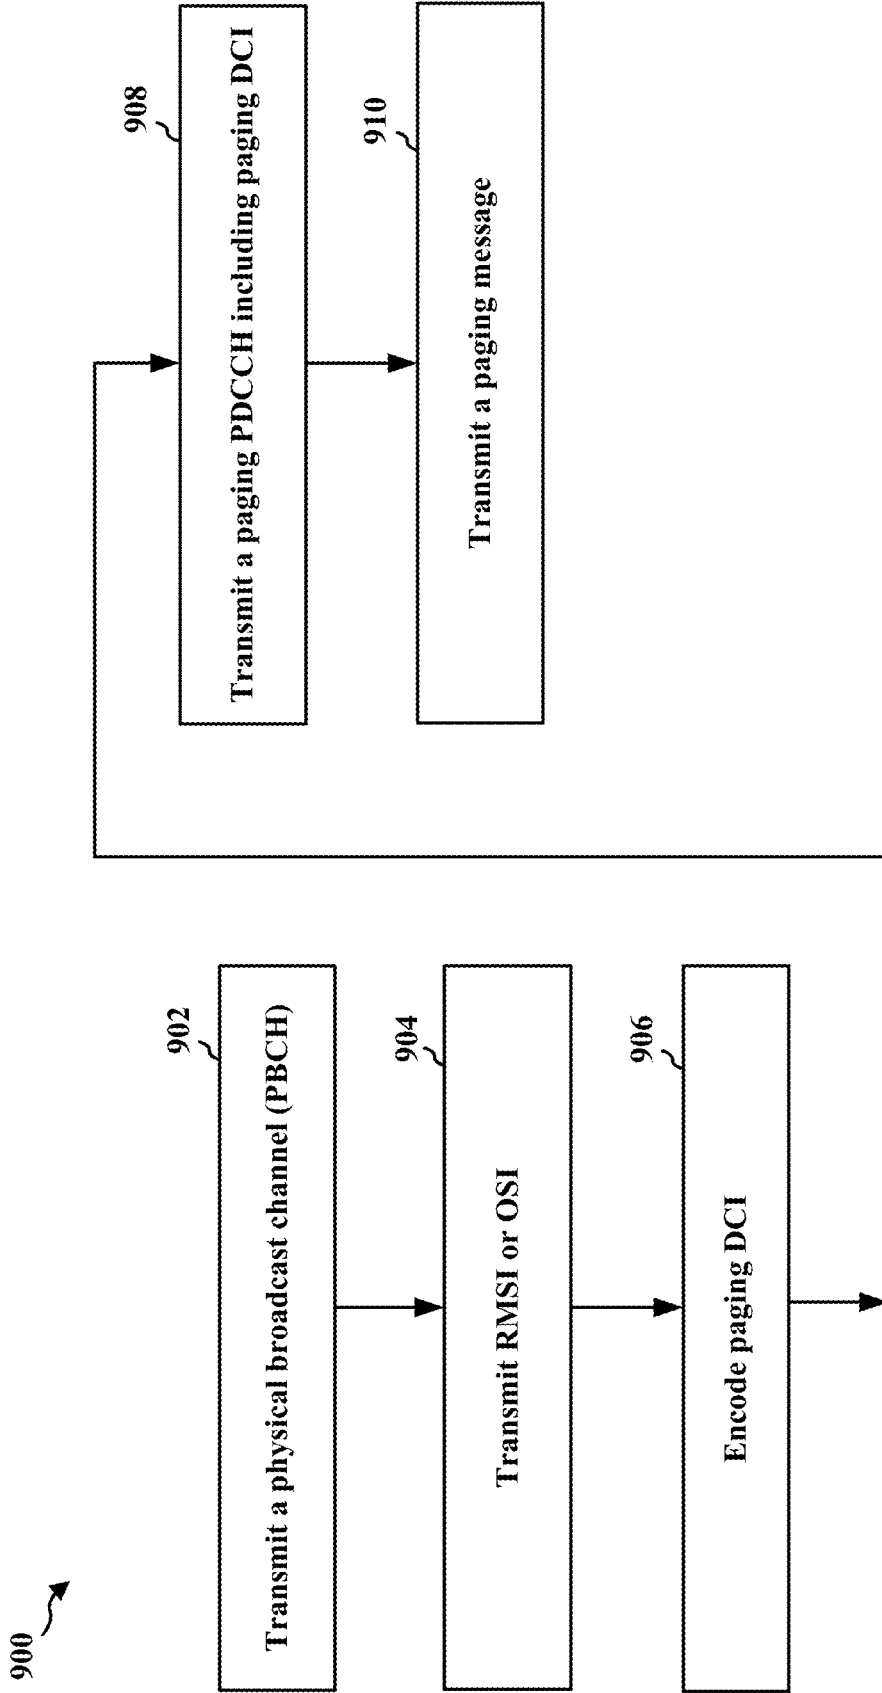 900
902
Transmit a physical broadcast channel (PBCH)
904
Transmit RMSI or OSI
906
Encode paging DCI
908
Transmit a paging PDCCH including paging DCI
910
Transmit a paging message